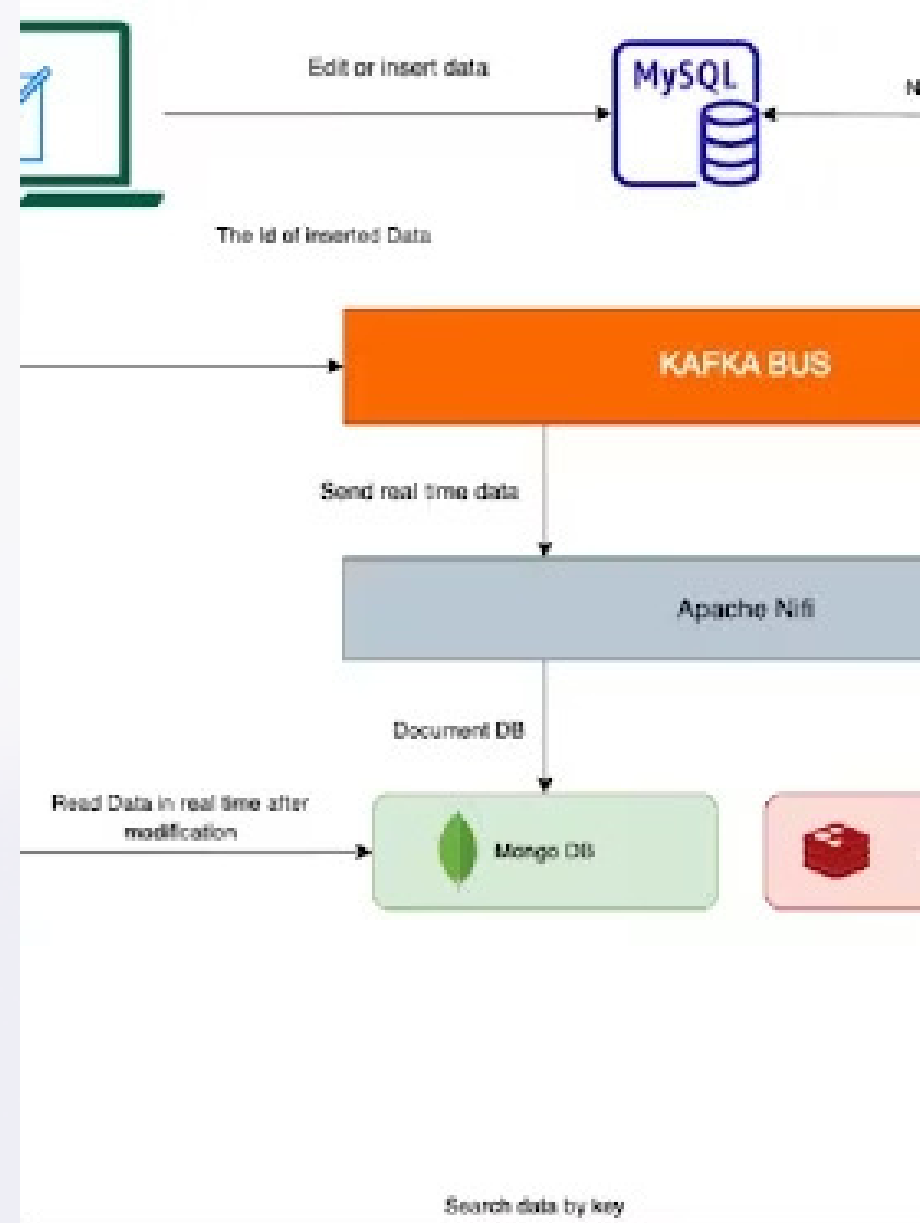 Edit or insert data
MySQL
N
The Id of inserted Data
KAFKA BUS
Send real time data
Apache Nifi
Document DB
Read Data in real time after
modification
Mongo DB
Search data by key